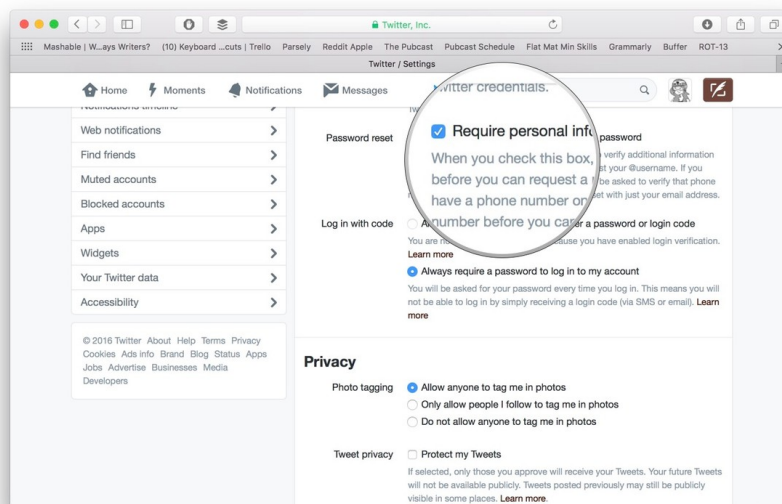 Twitter, Inc.
Mashable | W...ays Writers? (10) Keyboard ...cuts | Trello Parsely Reddit Apple The Pubcast Pubcast Schedule Flat Mat Min Skills Grammarly Buffer ROT-13
Twitter / Settings
Home Moments Notifications Messages
Notifications timeline
Web notifications
Find friends
Muted accounts
Blocked accounts
Apps
Widgets
Your Twitter data
Accessibility
© 2016 Twitter About Help Terms Privacy
Cookies Ads info Brand Blog Status Apps
Jobs Advertise Businesses Media
Developers
credentials.
Password reset
Require personal password
When you check this box, verify additional information
before you can request a just your @username. If you
have a phone number on be asked to verify that phone
number before you can set with just your email address.
Log in with code
a password or login code
You are cause you have enabled login verification.
Learn more
Always require a password to log in to my account
You will be asked for your password every time you log in. This means you will
not be able to log in by simply receiving a login code (via SMS or email). Learn
more
Privacy
Photo tagging
Allow anyone to tag me in photos
Only allow people I follow to tag me in photos
Do not allow anyone to tag me in photos
Tweet privacy
Protect my Tweets
If selected, only those you approve will receive your Tweets. Your future Tweets
will not be available publicly. Tweets posted previously may still be publicly
visible in some places. Learn more.